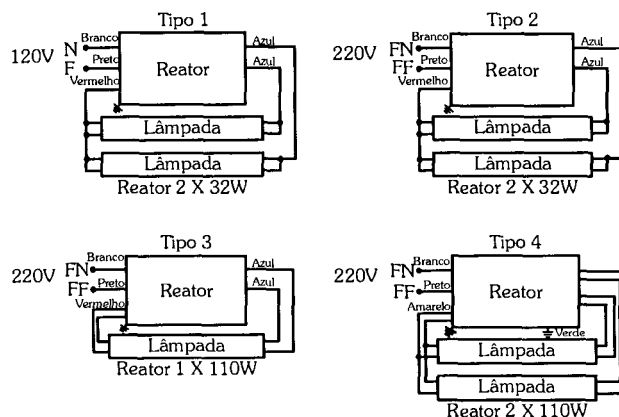 Tipo 1
120V
N
Branco
F
Preto
Vermelho
Reator
Azul
Azul
Lâmpada
Lâmpada
Reator 2 X 32W
Tipo 2
220V
FN
Branco
FF
Preto
Vermelha
Reator
Azul
Azul
Lâmpada
Lâmpada
Reator 2 X 32W
Tipo 3
220V
FN
Branco
FF
Preto
Vermelho
Reator
Azul
Azul
Lâmpada
Reator 1 X 110W
Tipo 4
220V
FN
Branco
FF
Preto
Amarelo
Reator
Verde
Lâmpada
Lâmpada
Reator 2 X 110W